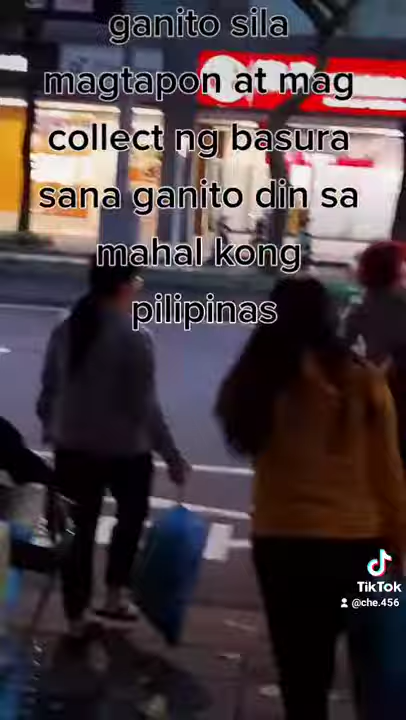 ganito sila
magtapon at mag
collect ng basura
sana ganito din sa
mahal kong
pilipinas
TikTok
@che.456